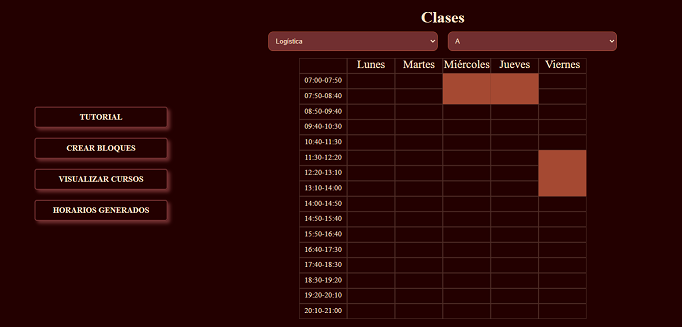 Clases
Logística
A
TUTORIAL
CREAR BLOQUES
VISUALIZAR CURSOS
HORARIOS GENERADOS
Lunes Martes Miércoles Jueves Viernes
07:00-07:50
07:50-08:40
08:50-09:40
09:40-10:30
10:40-11:30
11:30-12:20
12:20-13:10
13:10-14:00
14:00-14:50
14:50-15:40
15:50-16:40
16:40-17:30
17:40-18:30
18:30-19:20
19:20-20:10
20:10-21:00